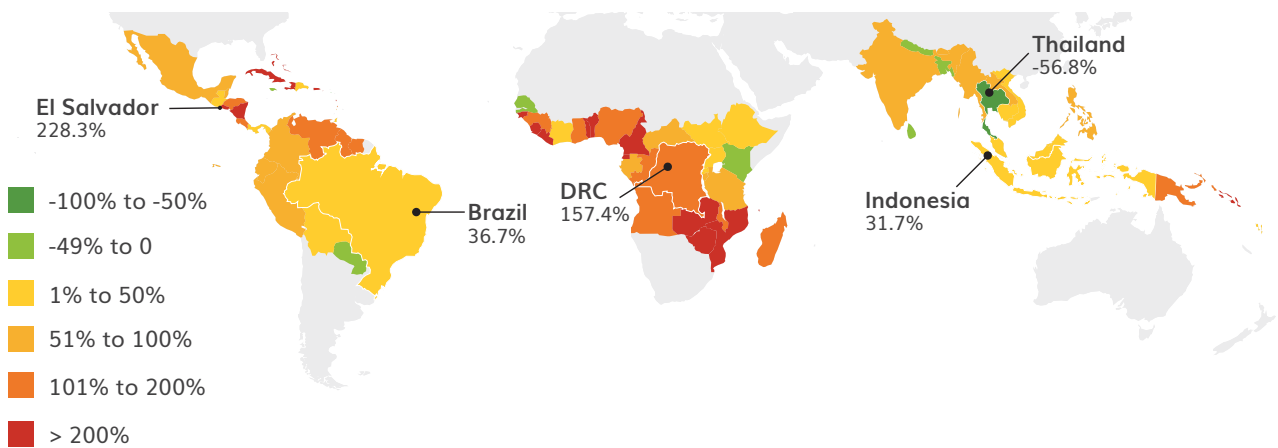 Thailand
-56.8%
El Salvador
228.3%
DRC
157.4%
Indonesia
31.7%
Brazil
36.7%
-100% to -50%
-49% to 0
1% to 50%
51% to 100%
101% to 200%
> 200%